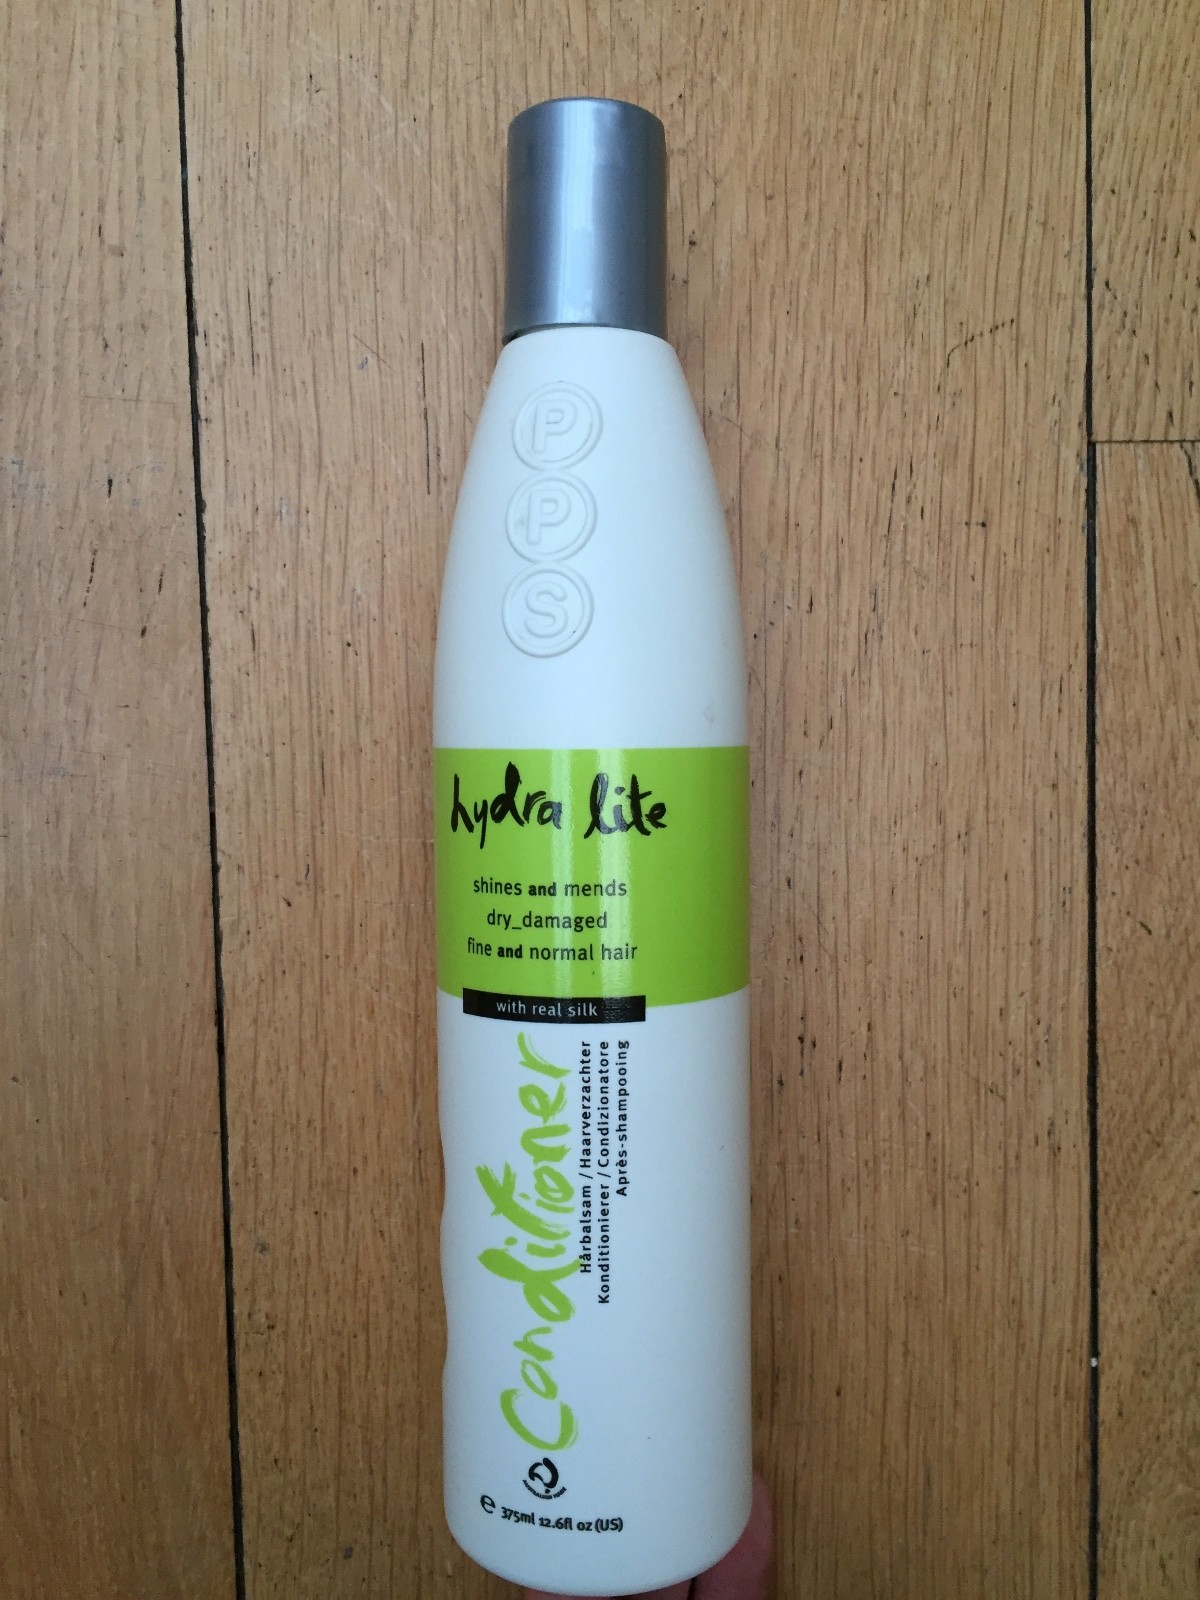 P
P
S
hydra lite
shines and mends
dry_damaged
fine and normal hair
with real silk
Conditioner
Hårbalsam / Haarverzachter
Konditionierer / Condizionatore
Après-shampooing
e 375ml 12.6fl oz (US)